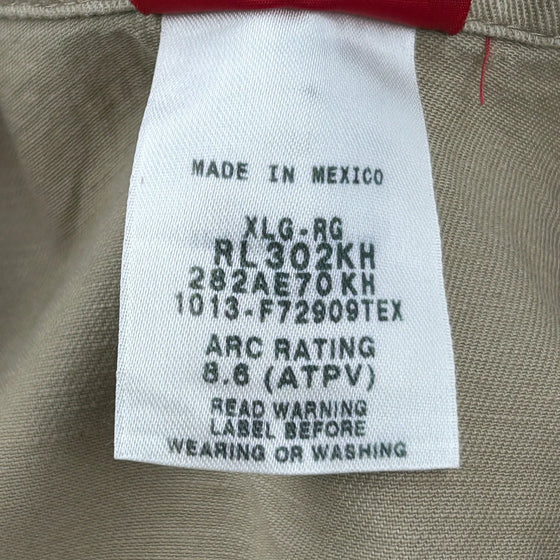 MADE IN MEXICO
XLG-RG
RL302KH
282AE70KH
1013-F72909TEX
ARC RATING
8.6 (ATPV)
READ WARNING
LABEL BEFORE
WEARING OR WASHING